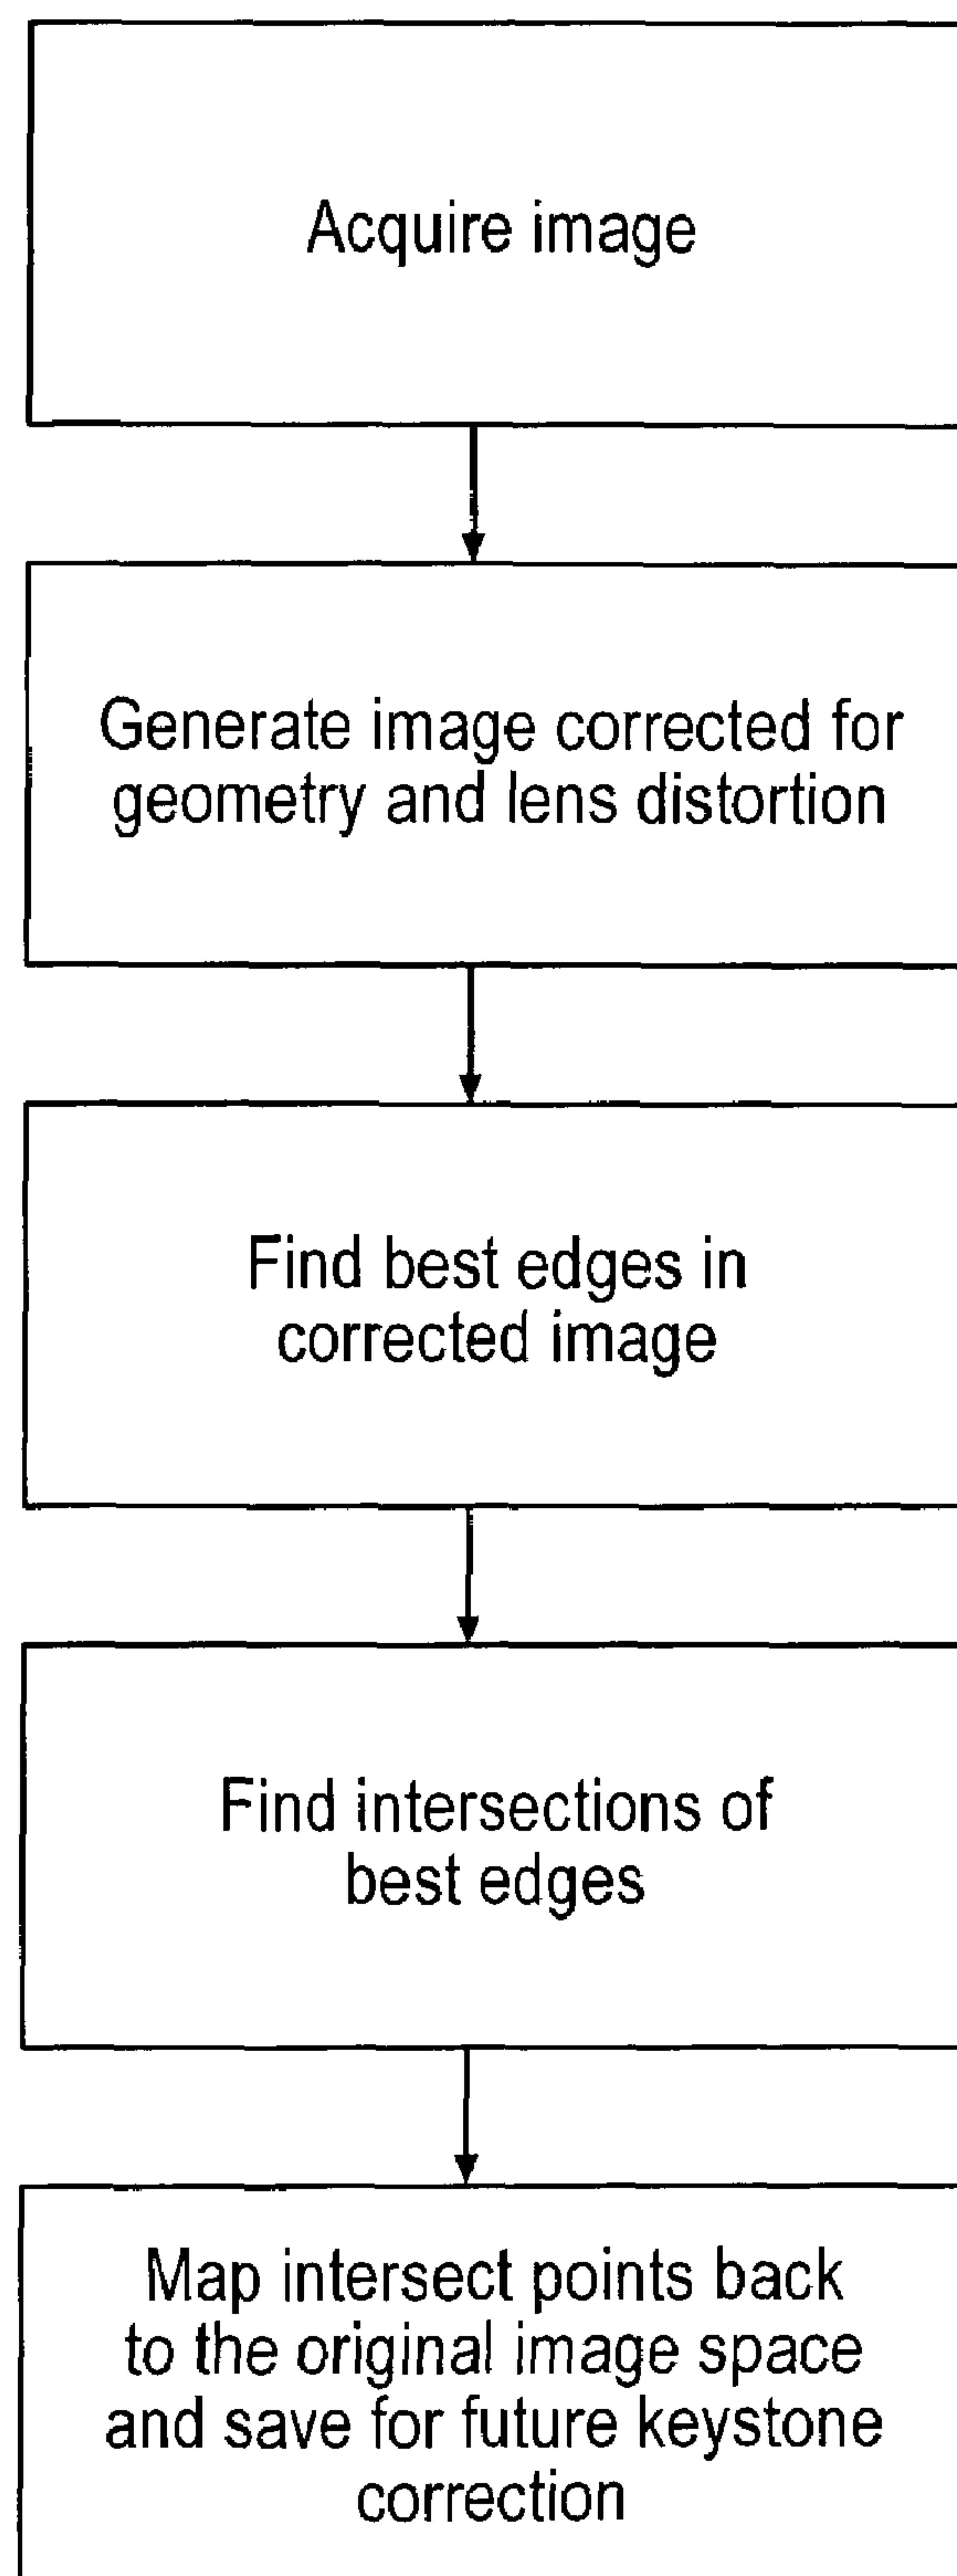 Acquire image
Generate image corrected for
geometry and lens distortion
Find best edges in
corrected image
Find intersections of
best edges
Map intersect points back
to the original image space
and save for future keystone
correction